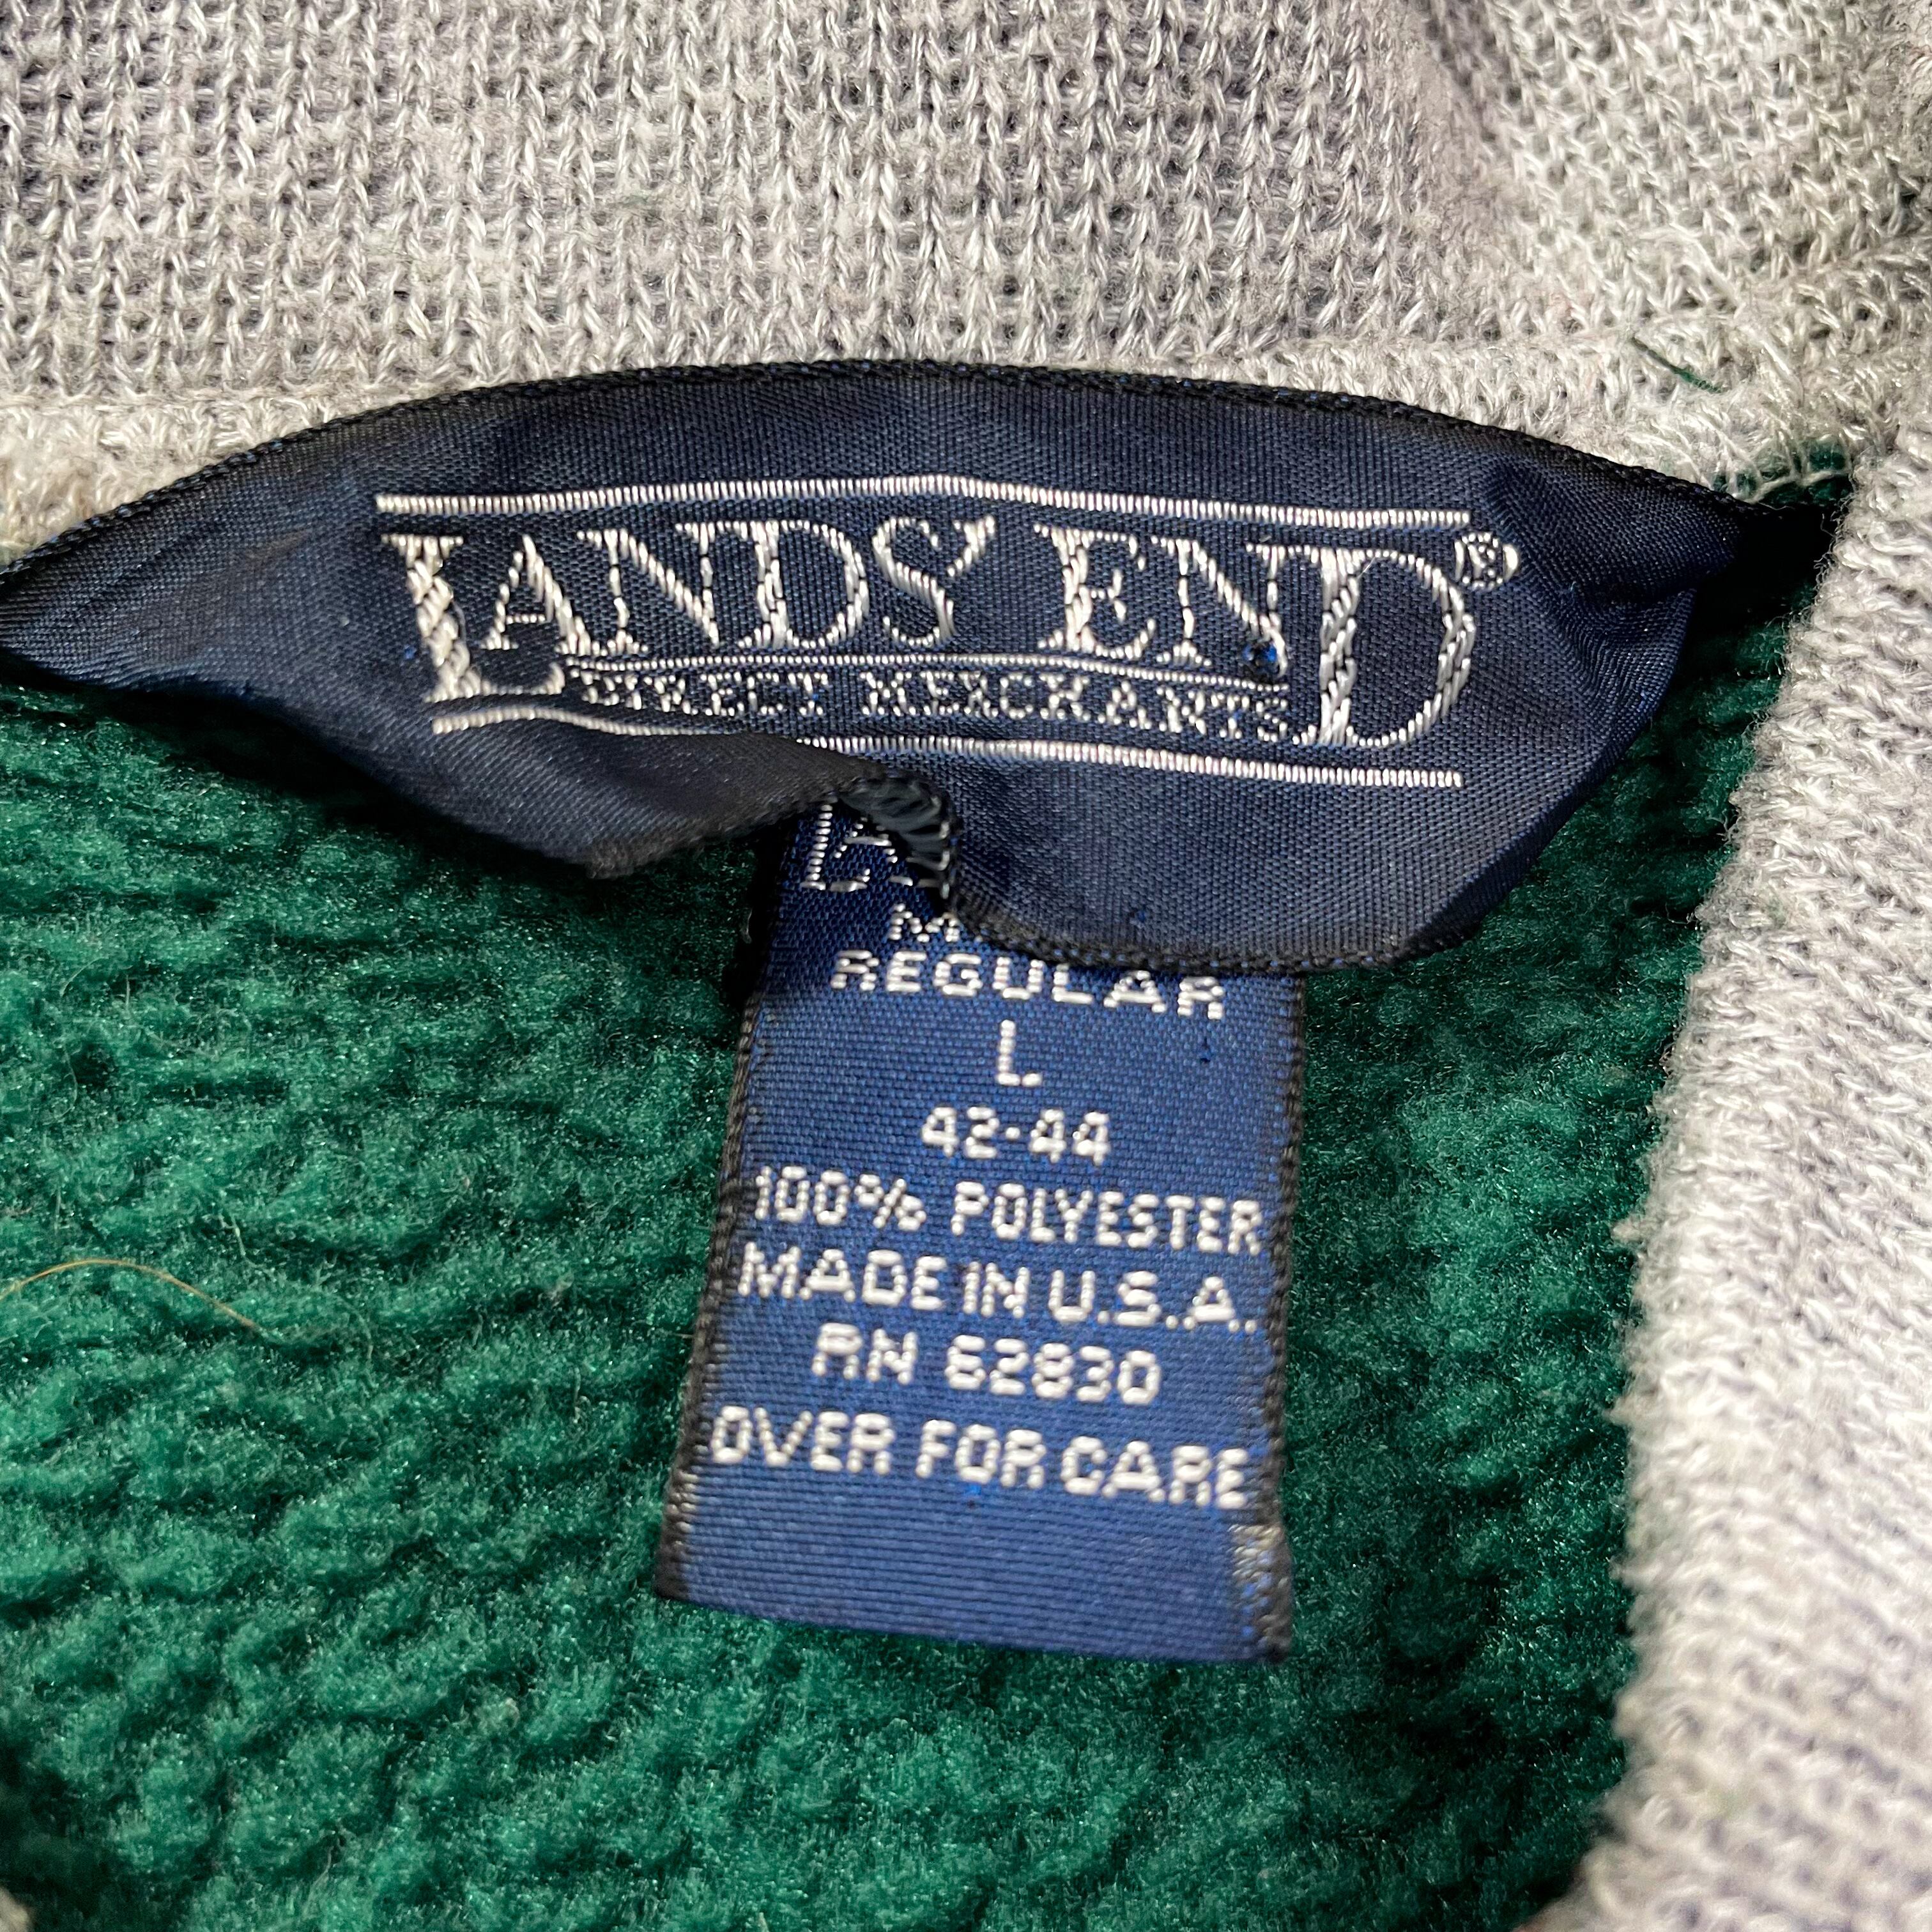 LANDS' END®
DIRECT MERCHANTS
REGULAR
L
42-44
100% POLYESTER
MADE IN U.S.A.
RN 62830
OVER FOR CARE